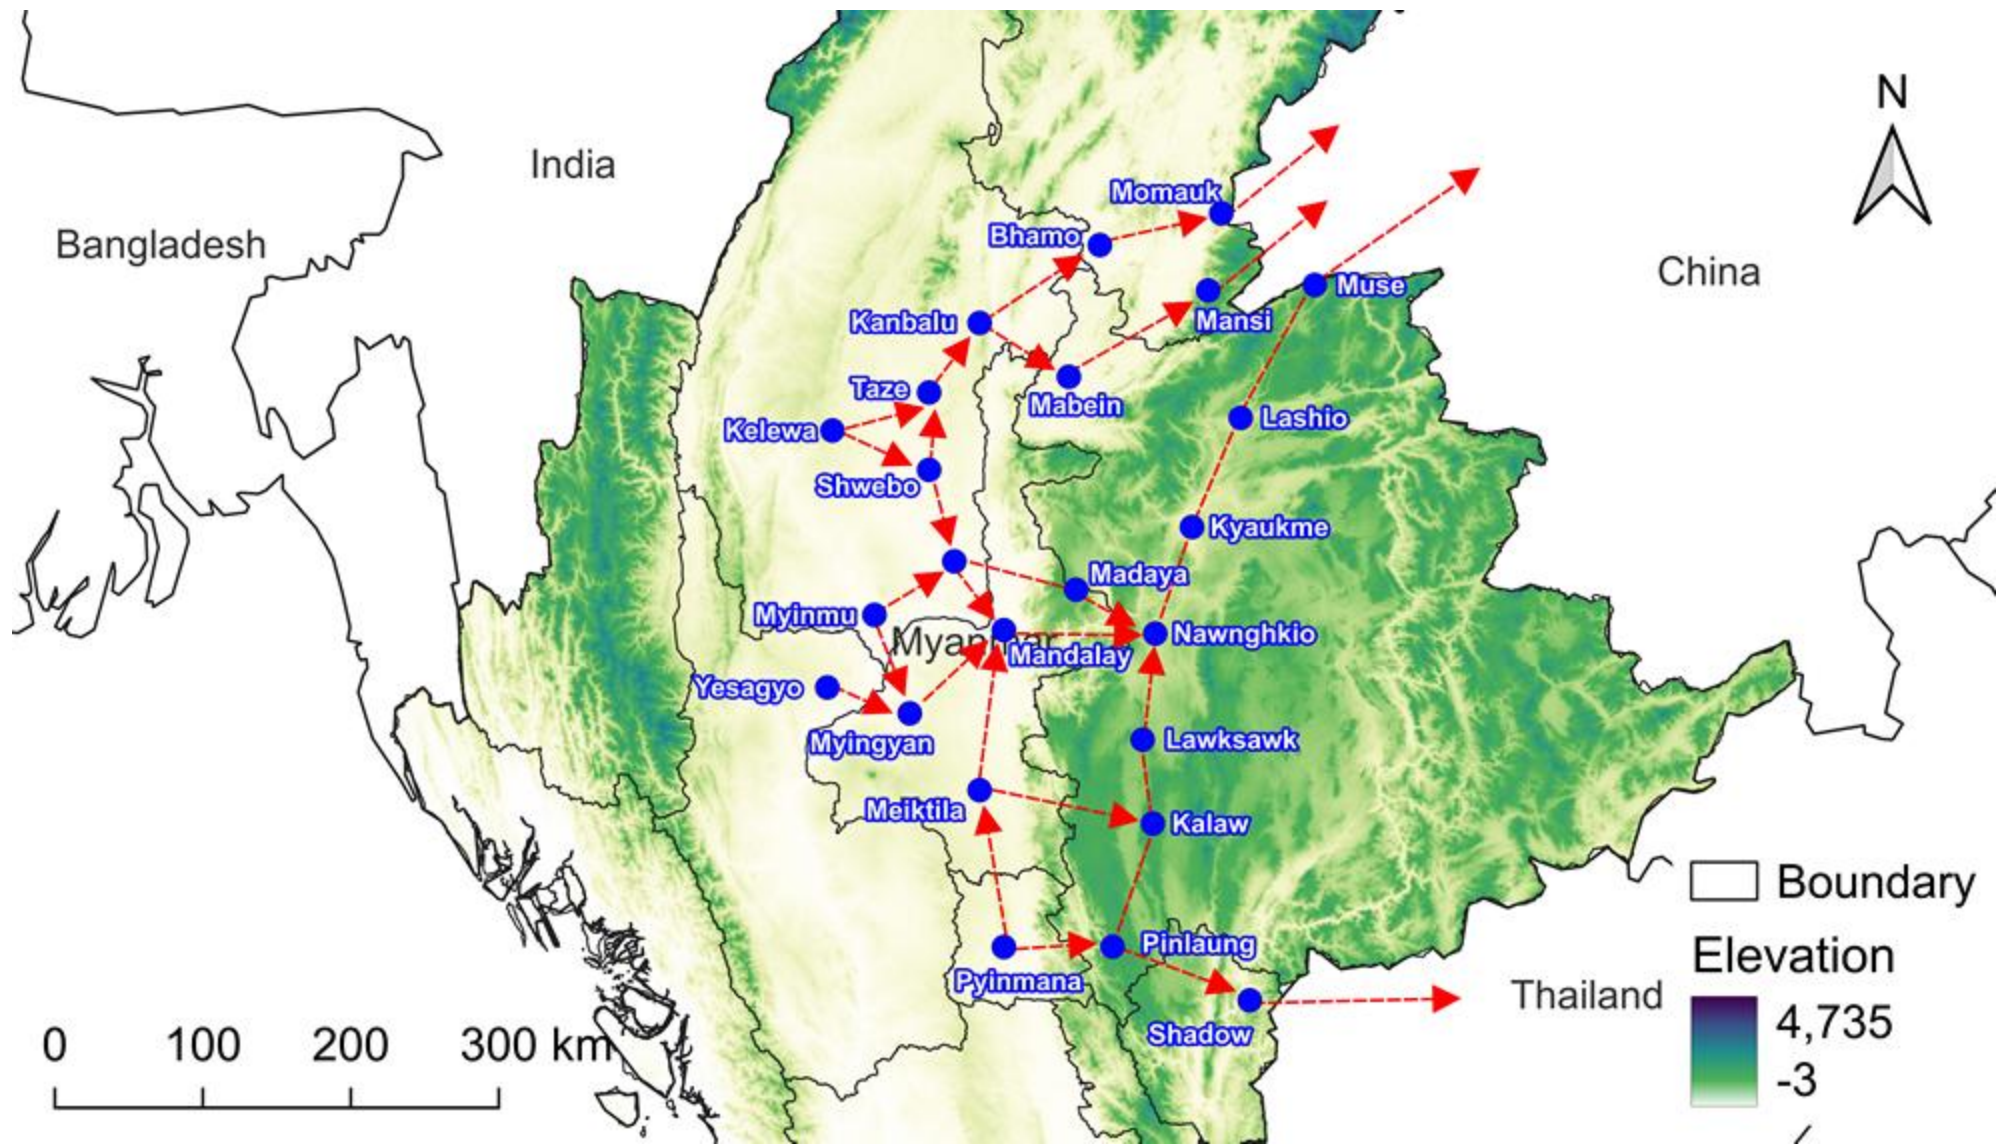 N
India
Momauk
Bangladesh
Bhamo
China
Muse
Kanbalu
Mansi
Taze
Mabein
Kelewa
Lashio
Shwebo
Kyaukme
Madaya
Myinmu
Myanmar
Nawnghkio
Mandalay
Yesagyo
Myingyan
Lawksawk
Meiktila
Kalaw
Boundary
Pinlaung
Elevation
Pyinmana
Thailand
4,735
Shadow
0 100 200 300 km
-3